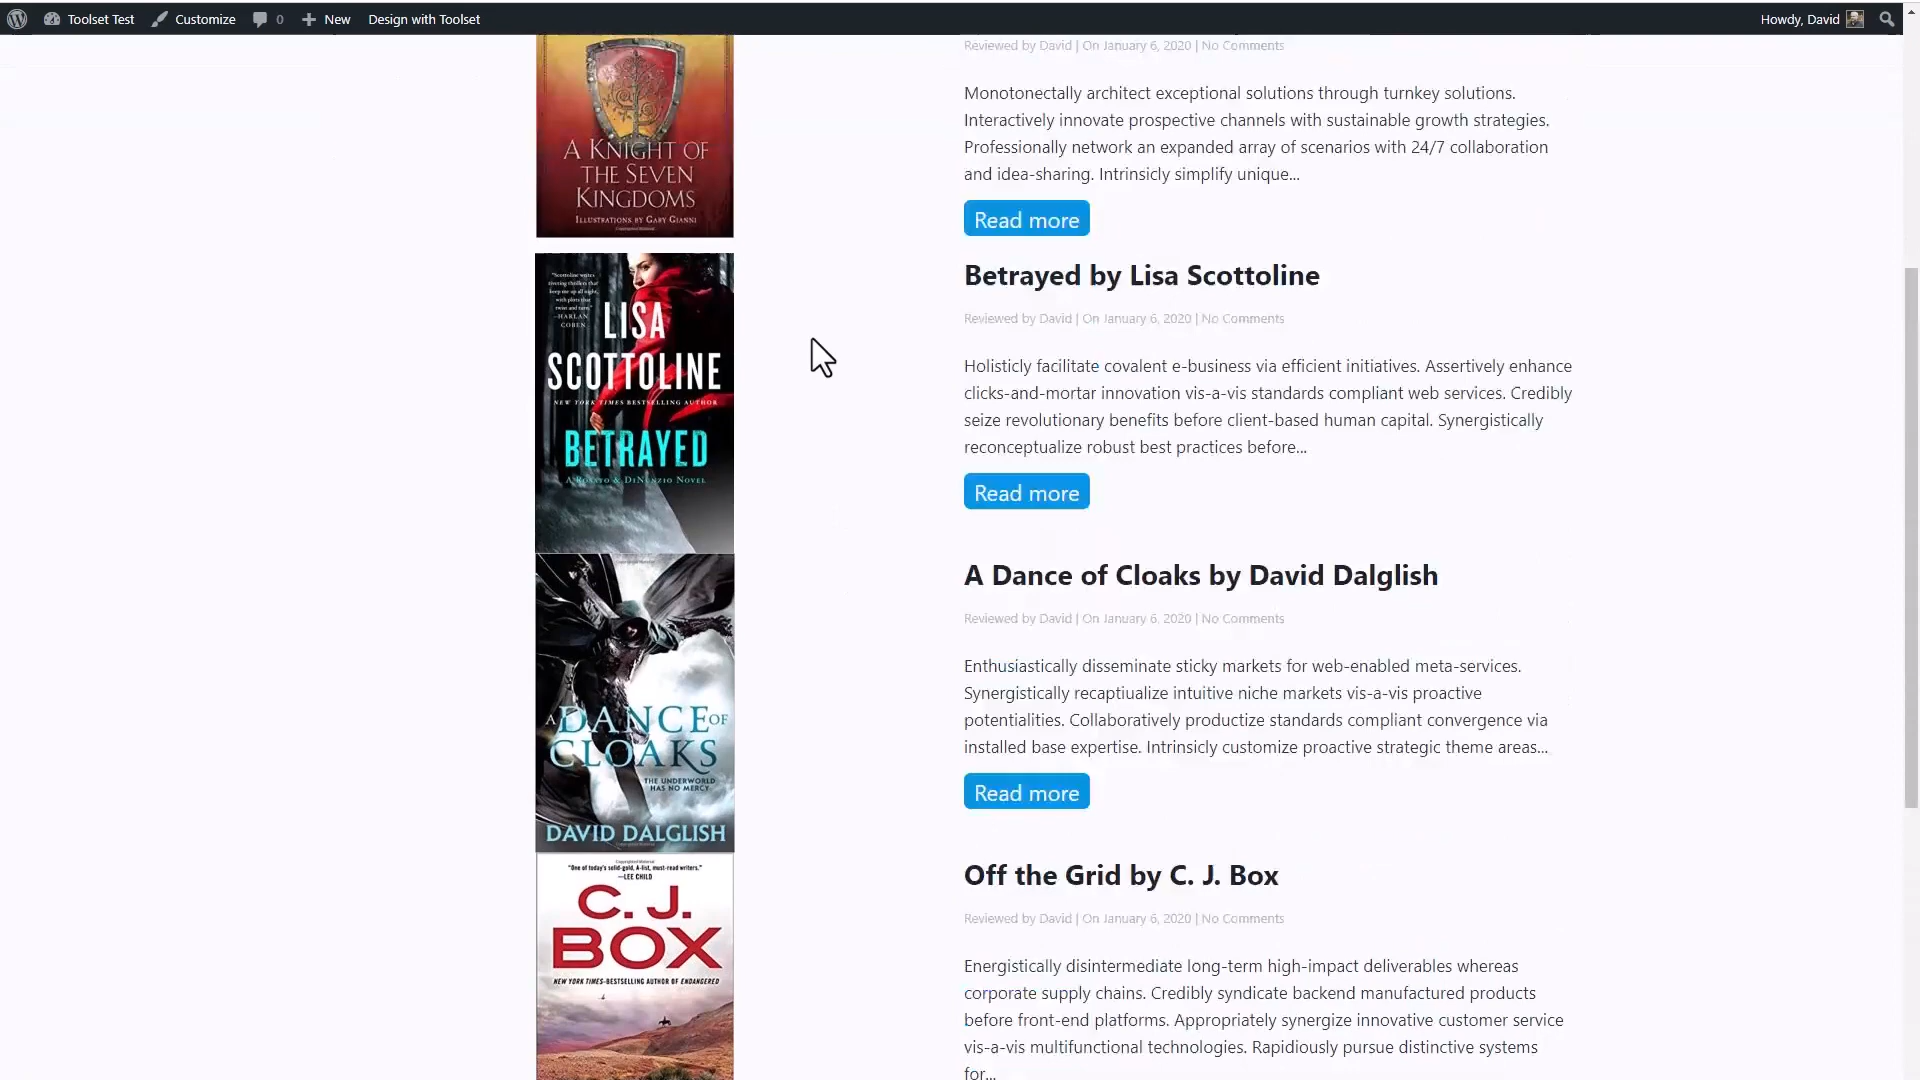 Toolset Test
Customize
0
New
Design with Toolset
Howdy, David
Reviewed by David | On January 6, 2020 | No Comments
A KNIGHT OF
THE SEVEN
KINGDOMS
ILLUSTRATIONS BY GARY GIANNI
Monotonectally architect exceptional solutions through turnkey solutions.
Interactively innovate prospective channels with sustainable growth strategies.
Professionally network an expanded array of scenarios with 24/7 collaboration
and idea-sharing. Intrinsicly simplify unique...
Read more
"Scottoline writes
riveting thrillers that
keep me up all night,
with plots that
twist and turn."
—HARLAN
COBEN
LISA
SCOTTOLINE
NEW YORK TIMES BESTSELLING AUTHOR
BETRAYED
A ROSATO & DINUNZIO NOVEL
Betrayed by Lisa Scottoline
Reviewed by David | On January 6, 2020 | No Comments
Holisticly facilitate covalent e-business via efficient initiatives. Assertively enhance
clicks-and-mortar innovation vis-a-vis standards compliant web services. Credibly
seize revolutionary benefits before client-based human capital. Synergistically
reconceptualize robust best practices before...
Read more
A DANCE OF
CLOAKS
THE UNDERWORLD
HAS NO MERCY
DAVID DALGLISH
A Dance of Cloaks by David Dalglish
Reviewed by David | On January 6, 2020 | No Comments
Enthusiastically disseminate sticky markets for web-enabled meta-services.
Synergistically recaptiualize intuitive niche markets vis-a-vis proactive
potentialities. Collaboratively productize standards compliant convergence via
installed base expertise. Intrinsicly customize proactive strategic theme areas...
Read more
"One of today's solid-gold, A-list, must-read writers."
—LEE CHILD
C. J.
BOX
NEW YORK TIMES-BESTSELLING AUTHOR OF ENDANGERED
Off the Grid by C. J. Box
Reviewed by David | On January 6, 2020 | No Comments
Energistically disintermediate long-term high-impact deliverables whereas
corporate supply chains. Credibly syndicate backend manufactured products
before front-end platforms. Appropriately synergize innovative customer service
vis-a-vis multifunctional technologies. Rapidiously pursue distinctive systems
for...